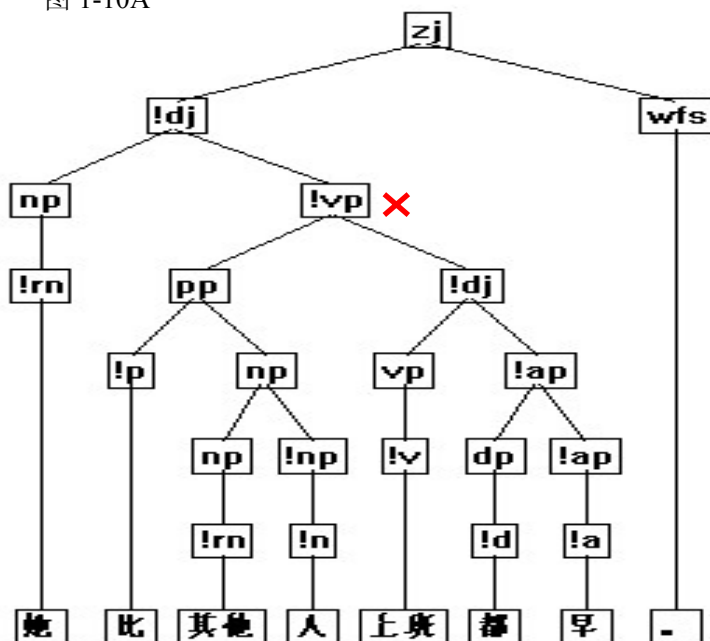 图 1-10A
zj
!dj wfs
np !vp ×
!rn pp !dj
!p np vp !ap
np !np !v dp !ap
!rn !n !d !a
她 比 其他 人 上班 都 早 。